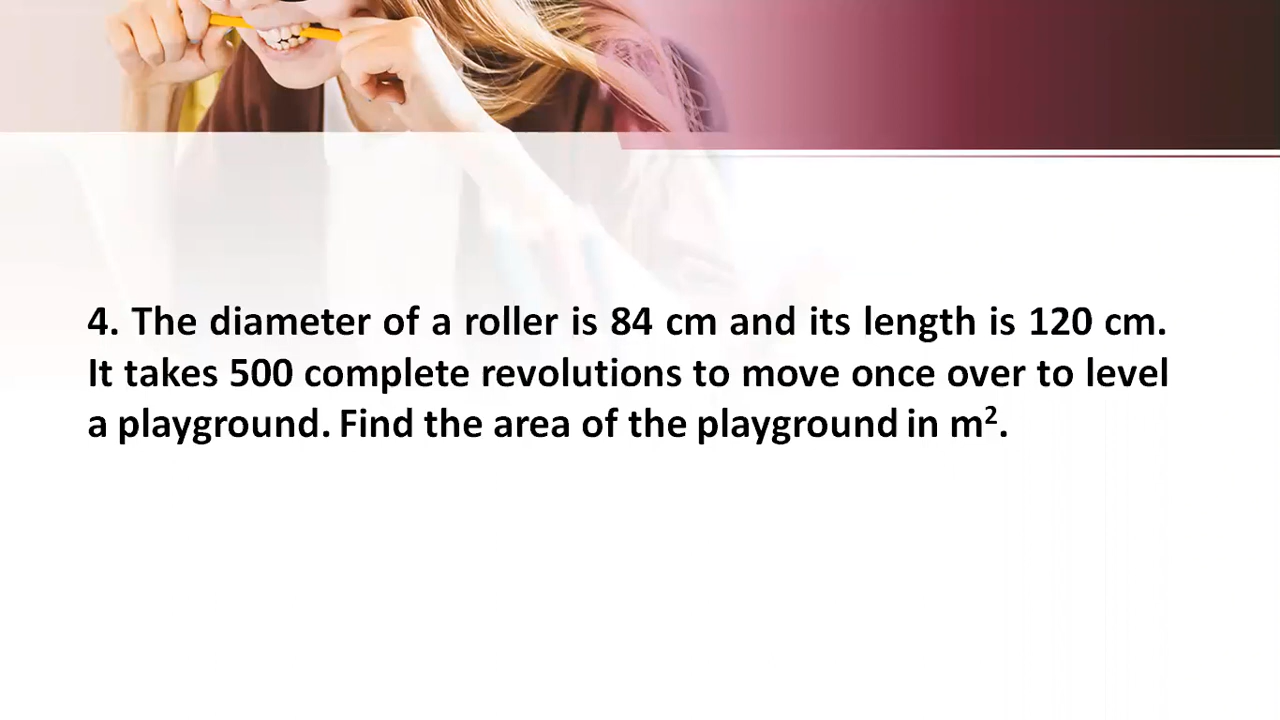 4. The diameter of a roller is 84 cm and its length is 120 cm.
It takes 500 complete revolutions to move once over to level
a playground. Find the area of the playground in m².